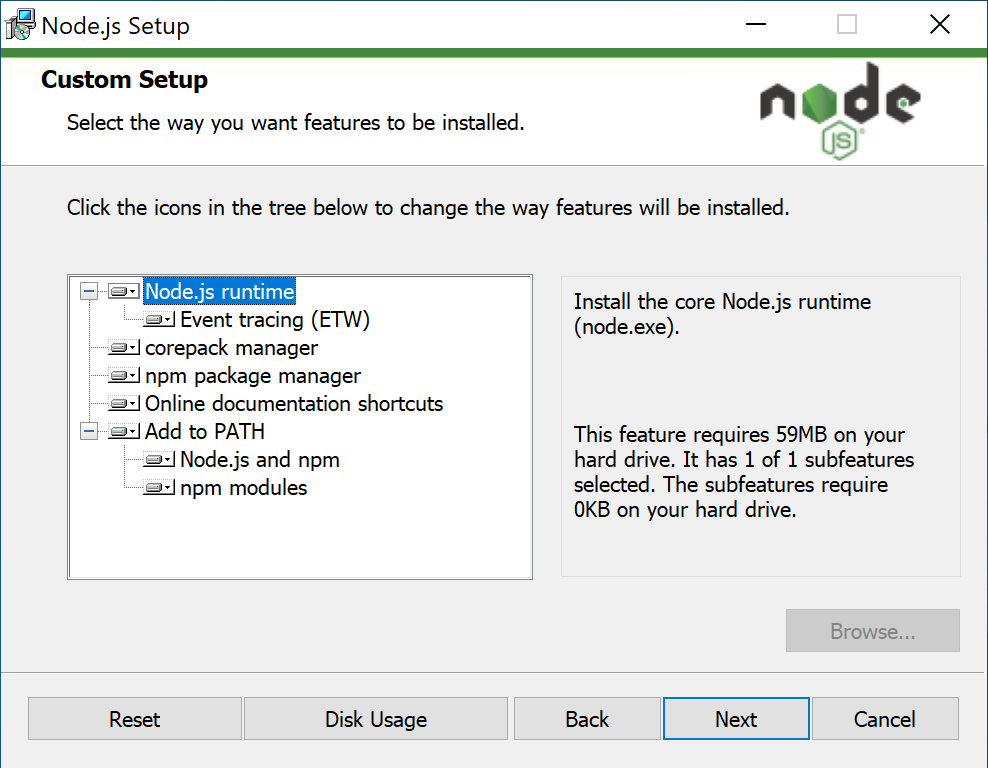 Node.js Setup
Custom Setup
Select the way you want features to be installed.
node
JS
Click the icons in the tree below to change the way features will be installed.
Node.js runtime
Event tracing (ETW)
corepack manager
npm package manager
Online documentation shortcuts
Add to PATH
Node.js and npm
npm modules
Install the core Node.js runtime
(node.exe).
This feature requires 59MB on your
hard drive. It has 1 of 1 subfeatures
selected. The subfeatures require
0KB on your hard drive.
Browse...
Reset
Disk Usage
Back
Next
Cancel